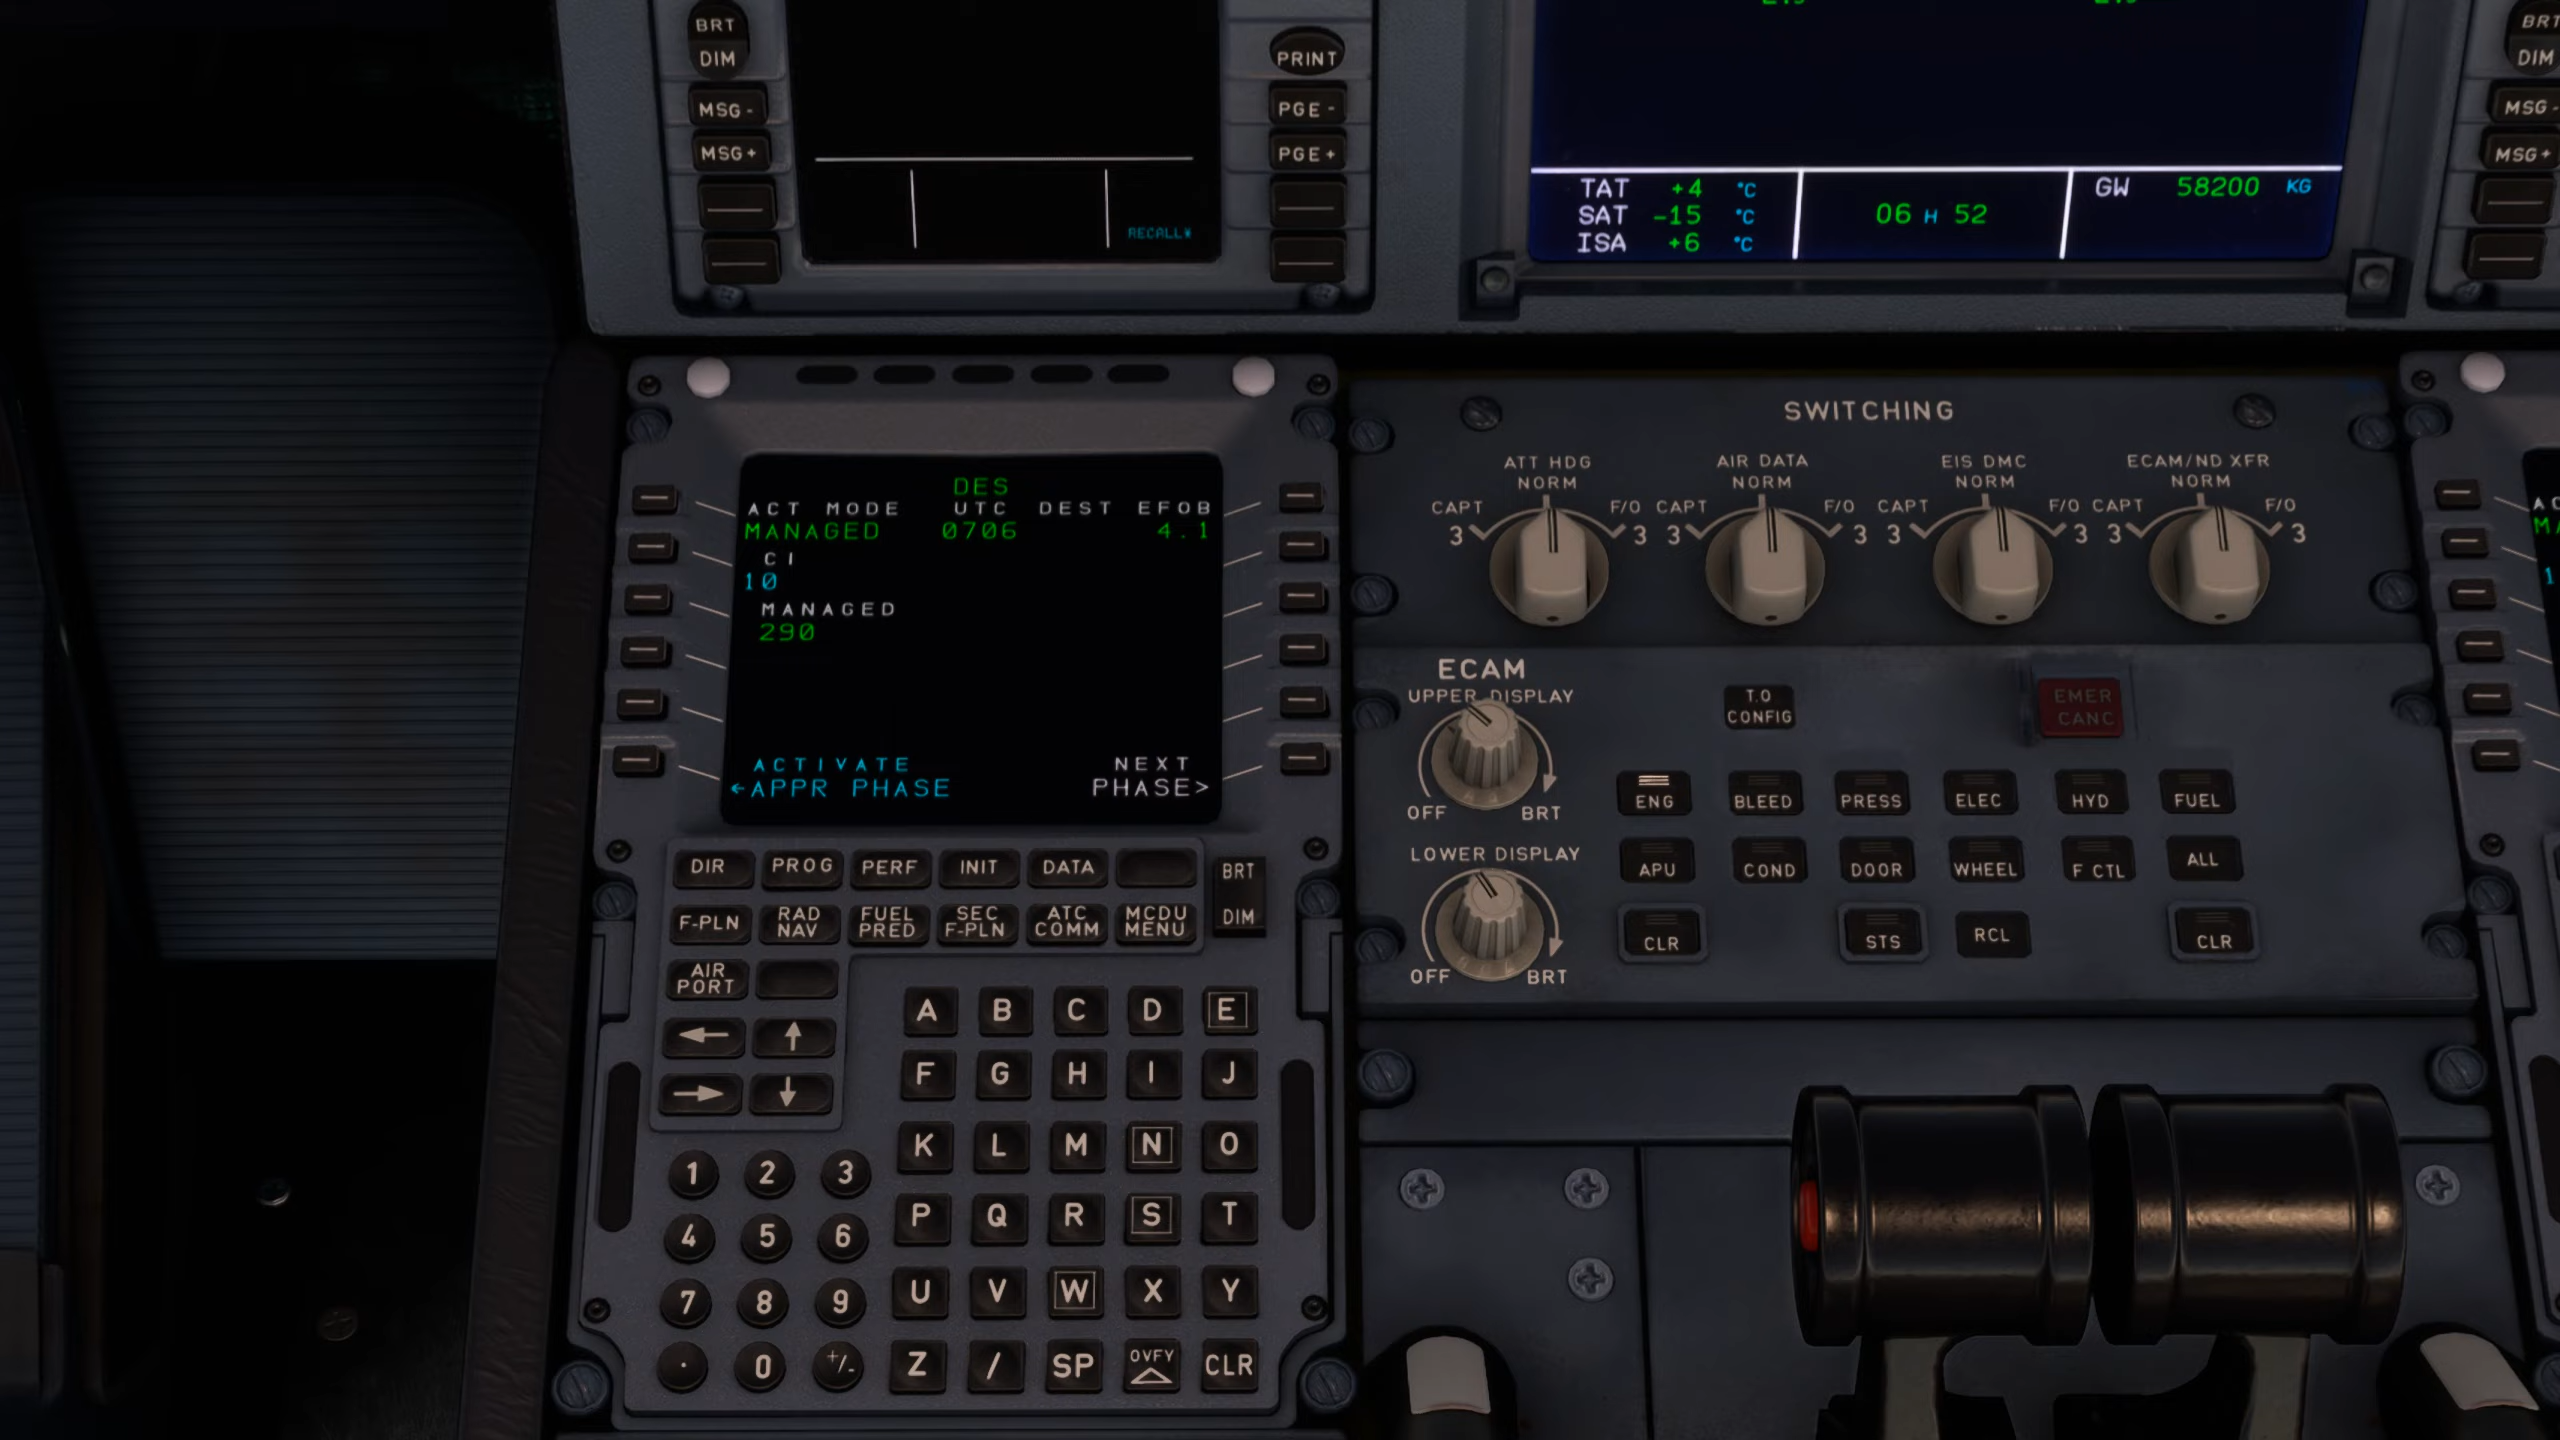 BRT
DIM
MSG -
MSG +
PRINT
PGE -
PGE +
RECALL*
TAT +4 °C
SAT -15 °C
ISA +6 °C
06 H 52
GW 58200 KG
BRT
DIM
MSG -
MSG +
DES
ACT MODE UTC DEST EFOB
MANAGED 0706 4.1
CI
10
MANAGED
290
ACTIVATE NEXT
←APPR PHASE PHASE>
DIR PROG PERF INIT DATA
BRT
DIM
F-PLN RAD NAV FUEL PRED SEC F-PLN ATC COMM MCDU MENU
AIR PORT
A B C D E
F G H I J
K L M N O
P Q R S T
U V W X Y
Z / SP OVFY CLR
1 2 3
4 5 6
7 8 9
. 0 +/-
SWITCHING
ATT HDG AIR DATA EIS DMC ECAM/ND XFR
NORM NORM NORM NORM
CAPT F/O CAPT F/O CAPT F/O CAPT F/O
3 3 3 3 3 3 3 3
ECAM
UPPER DISPLAY
OFF BRT
T.O CONFIG
EMER CANC
ENG BLEED PRESS ELEC HYD FUEL
LOWER DISPLAY
OFF BRT
APU COND DOOR WHEEL F CTL ALL
CLR STS RCL CLR